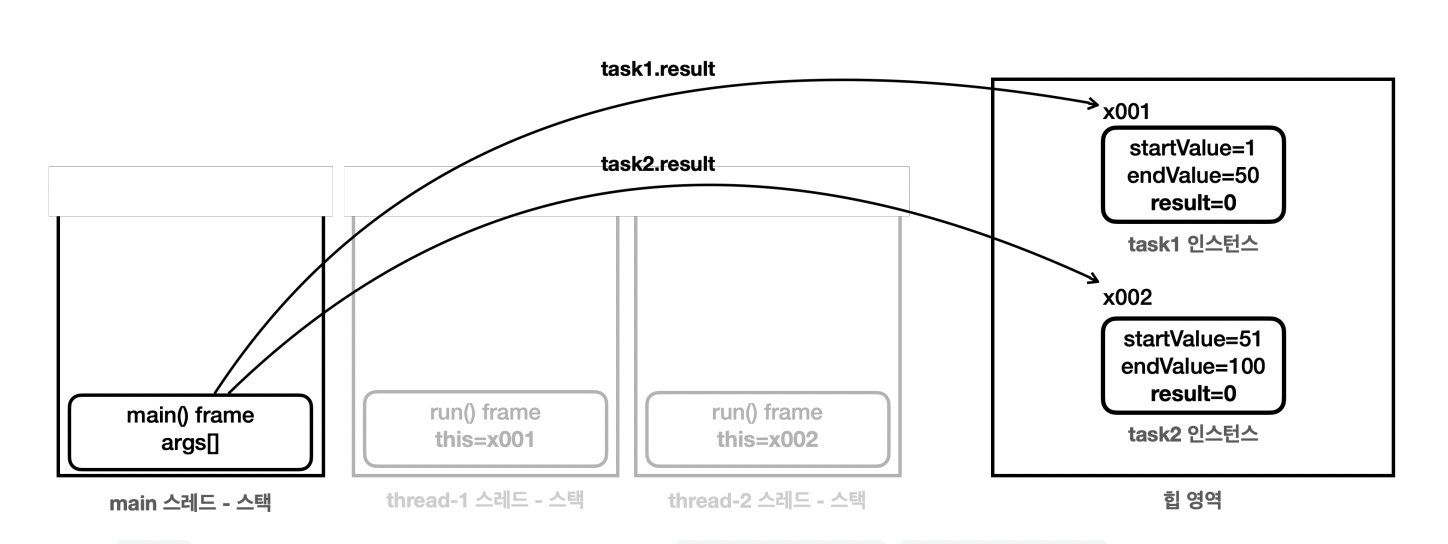 task1.result
x001
startValue=1
endValue=50
result=0
task1 인스턴스
task2.result
x002
startValue=51
endValue=100
result=0
task2 인스턴스
main() frame
args[]
run() frame
this=x001
run() frame
this=x002
main 스레드 - 스택
thread-1 스레드 - 스택
thread-2 스레드 - 스택
힙 영역